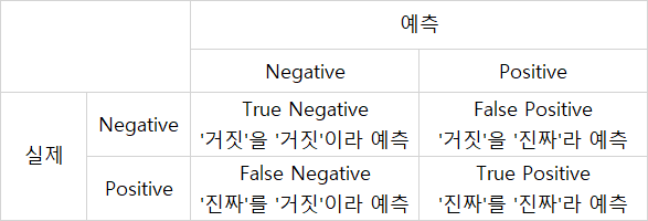 예측
Negative
Positive
실제
Negative
True Negative
'거짓'을 '거짓'이라 예측
False Positive
'거짓'을 '진짜'라 예측
Positive
False Negative
'진짜'를 '거짓'이라 예측
True Positive
'진짜'를 '진짜'라 예측